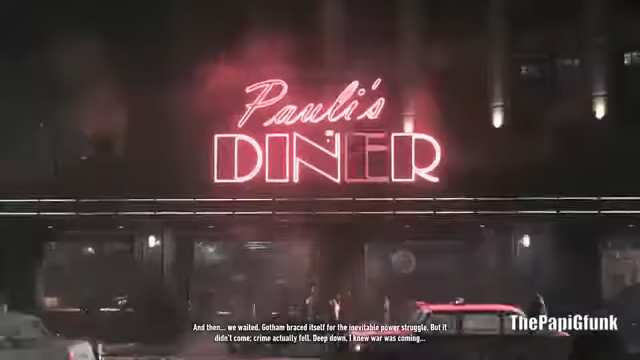 Pauli's
DINER
And then... we waited. Gotham braced itself for the inevitable power struggle. But it
didn't come; crime actually fell. Deep down, I knew war was coming...
ThePapiGfunk